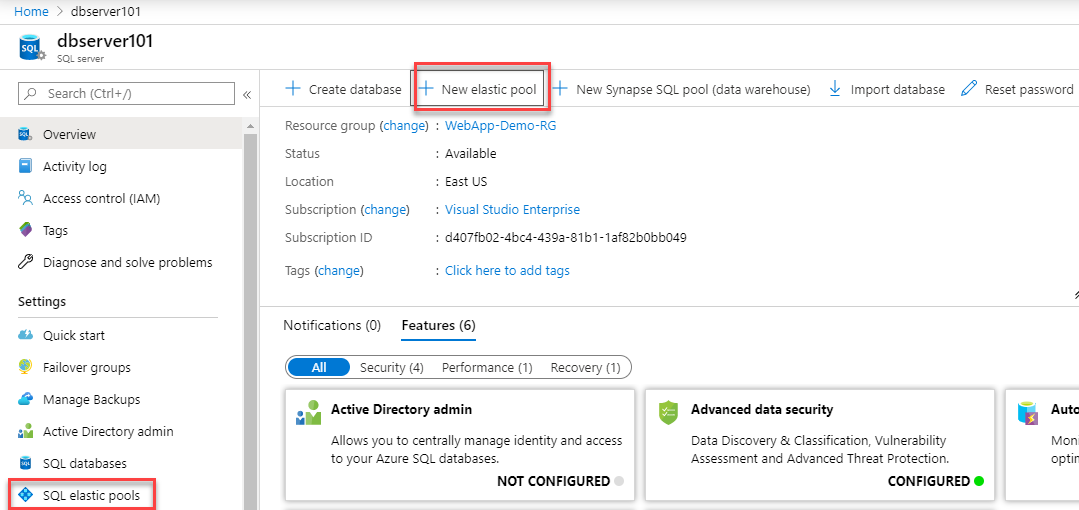 Home > dbserver101
dbserver101
SQL server
Search (Ctrl+/)
«
Overview
Activity log
Access control (IAM)
Tags
Diagnose and solve problems
Settings
Quick start
Failover groups
Manage Backups
Active Directory admin
SQL databases
SQL elastic pools
+ Create database + New elastic pool + New Synapse SQL pool (data warehouse) Import database Reset password
Resource group (change) : WebApp-Demo-RG
Status : Available
Location : East US
Subscription (change) : Visual Studio Enterprise
Subscription ID : d407fb02-4bc4-439a-81b1-1af82b0bb049
Tags (change) : Click here to add tags
Notifications (0) Features (6)
All Security (4) Performance (1) Recovery (1)
Active Directory admin
Allows you to centrally manage identity and access
to your Azure SQL databases.
NOT CONFIGURED
Advanced data security
Data Discovery & Classification, Vulnerability
Assessment and Advanced Threat Protection.
CONFIGURED
Auto
Moni
optim